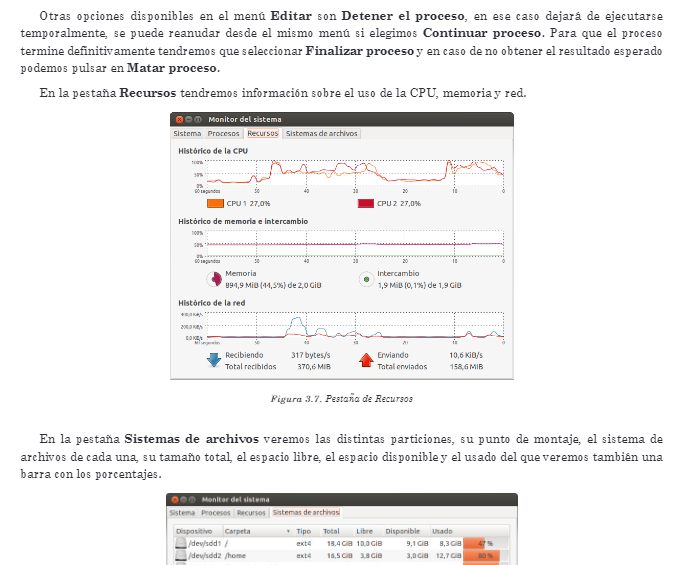 Otras opciones disponibles en el menú Editar son Detener el proceso, en ese caso dejará de ejecutarse
temporalmente, se puede reanudar desde el mismo menú si elegimos Continuar proceso. Para que el proceso
termine definitivamente tendremos que seleccionar Finalizar proceso y en caso de no obtener el resultado esperado
podemos pulsar en Matar proceso.
En la pestaña Recursos tendremos información sobre el uso de la CPU, memoria y red.
Monitor del sistema
Sistema Procesos Recursos Sistemas de archivos
Histórico de la CPU
100%
50%
0%
60 segundos 50 40 30 20 10 0
CPU 1 27,0% CPU 2 27,0%
Histórico de memoria e intercambio
100%
50%
0%
60 segundos 50 40 30 20 10 0
Memoria Intercambio
894,9 MiB (44,5%) de 2,0 GiB 1,9 MiB (0,1%) de 1,9 GiB
Histórico de la red
400,0 KiB/s
200,0 KiB/s
0,0 KiB/s
60 segundos 50 40 30 20 10 0
Recibiendo 317 bytes/s Enviando 10,6 KiB/s
Total recibidos 370,6 MiB Total enviados 158,6 MiB
Figura 3.7. Pestaña de Recursos
En la pestaña Sistemas de archivos veremos las distintas particiones, su punto de montaje, el sistema de
archivos de cada una, su tamaño total, el espacio libre, el espacio disponible y el usado del que veremos también una
barra con los porcentajes.
Monitor del sistema
Sistema Procesos Recursos Sistemas de archivos
Dispositivo Carpeta Tipo Total Libre Disponible Usado
/dev/sdd1 / ext4 18,4 GiB 10,0 GiB 9,1 GiB 8,3 GiB 47 %
/dev/sdd2 /home ext4 16,5 GiB 3,8 GiB 3,0 GiB 12,7 GiB 80 %